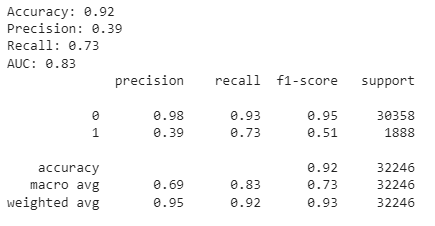 Accuracy: 0.92
Precision: 0.39
Recall: 0.73
AUC: 0.83
precision recall f1-score support
0 0.98 0.93 0.95 30358
1 0.39 0.73 0.51 1888
accuracy 0.92 32246
macro avg 0.69 0.83 0.73 32246
weighted avg 0.95 0.92 0.93 32246